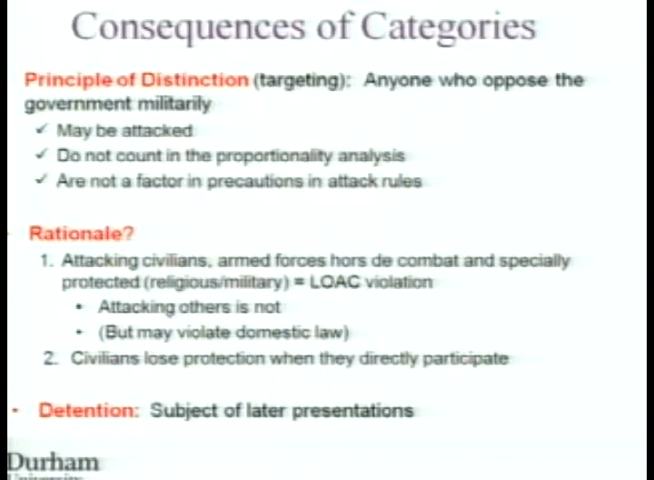 Consequences of Categories
Principle of Distinction (targeting): Anyone who oppose the
government militarily
✓ May be attacked
✓ Do not count in the proportionality analysis
✓ Are not a factor in precautions in attack rules
Rationale?
1. Attacking civilians, armed forces hors de combat and specially
protected (religious/military) = LOAC violation
• Attacking others is not
• (But may violate domestic law)
2. Civilians lose protection when they directly participate
• Detention: Subject of later presentations
Durham
University